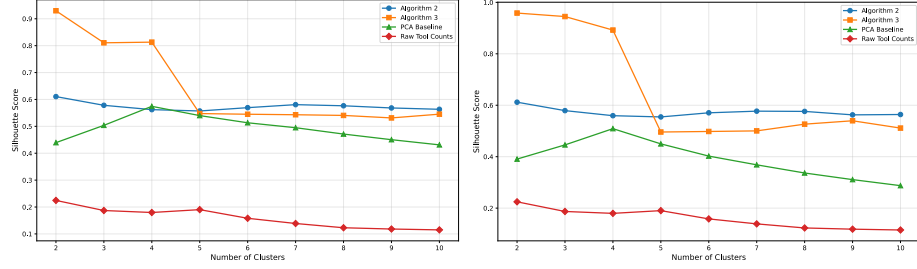 Algorithm 2
Algorithm 3
PCA Baseline
Raw Tool Counts
Silhouette Score
0.9
0.8
0.7
0.6
0.5
0.4
0.3
0.2
0.1
2 3 4 5 6 7 8 9 10
Number of Clusters
Algorithm 2
Algorithm 3
PCA Baseline
Raw Tool Counts
Silhouette Score
1.0
0.8
0.6
0.4
0.2
2 3 4 5 6 7 8 9 10
Number of Clusters